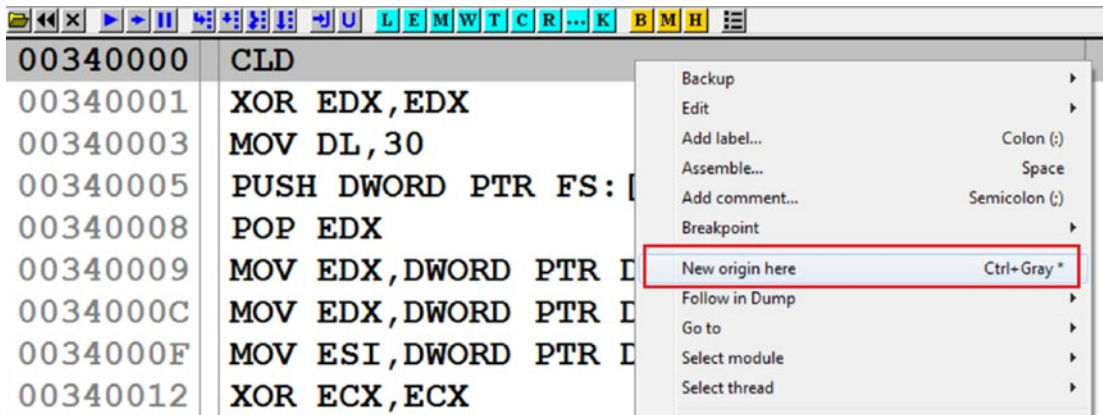 L E M W T C R ... K B M H
00340000 CLD
00340001 XOR EDX,EDX
00340003 MOV DL,30
00340005 PUSH DWORD PTR FS:[
00340008 POP EDX
00340009 MOV EDX,DWORD PTR D
0034000C MOV EDX,DWORD PTR D
0034000F MOV ESI,DWORD PTR D
00340012 XOR ECX,ECX
Backup
Edit
Add label... Colon (:)
Assemble... Space
Add comment... Semicolon (;)
Breakpoint
New origin here Ctrl+Gray *
Follow in Dump
Go to
Select module
Select thread